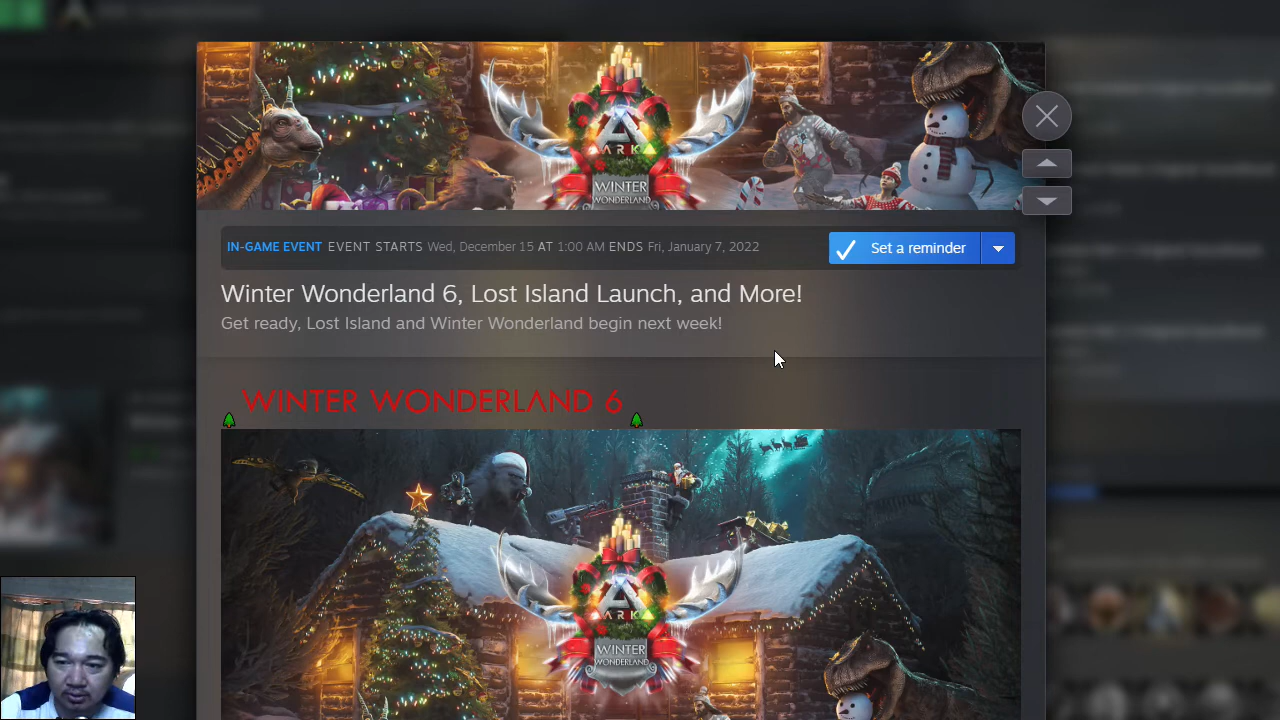 ARK
WINTER
WONDERLAND
IN-GAME EVENT EVENT STARTS Wed, December 15 AT 1:00 AM ENDS Fri, January 7, 2022
Set a reminder
Winter Wonderland 6, Lost Island Launch, and More!
Get ready, Lost Island and Winter Wonderland begin next week!
WINTER WONDERLAND 6
ARK
WINTER
WONDERLAND